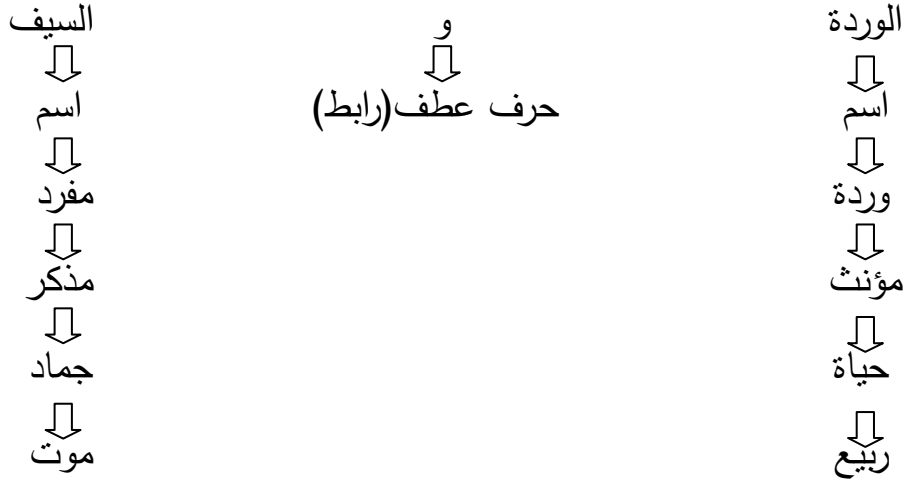 الوردة و السيف
اسم حرف عطف(رابط) اسم
وردة مفرد
مؤنث مذكر
حياة جماد
ربيع موت